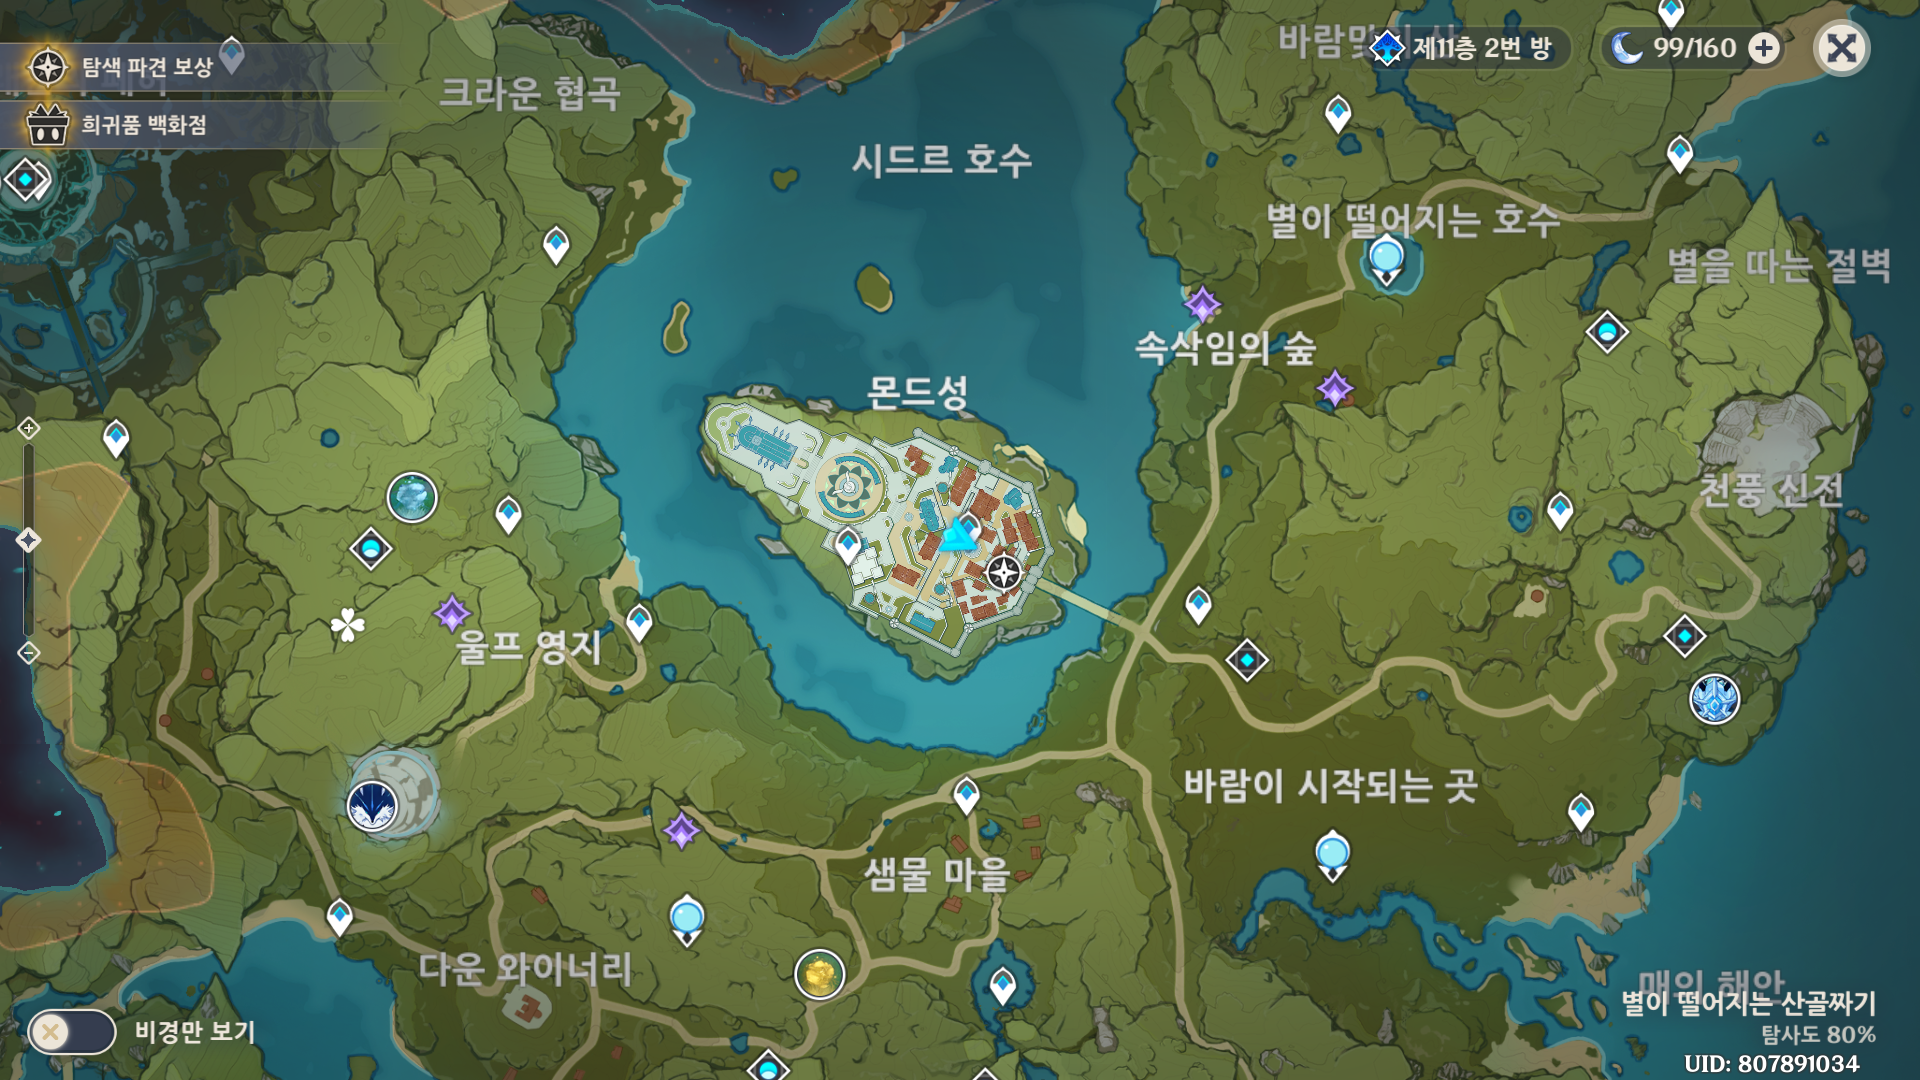 탐색 파견 보상
희귀품 백화점
제11층 2번 방
99/160
크라운 협곡
시드르 호수
별이 떨어지는 호수
별을 따는 절벽
속삭임의 숲
몬드성
천풍 신전
울프 영지
바람이 시작되는 곳
샘물 마을
다운 와이너리
매의 해안
별이 떨어지는 산골짜기
탐사도 80%
비경만 보기
UID: 807891034